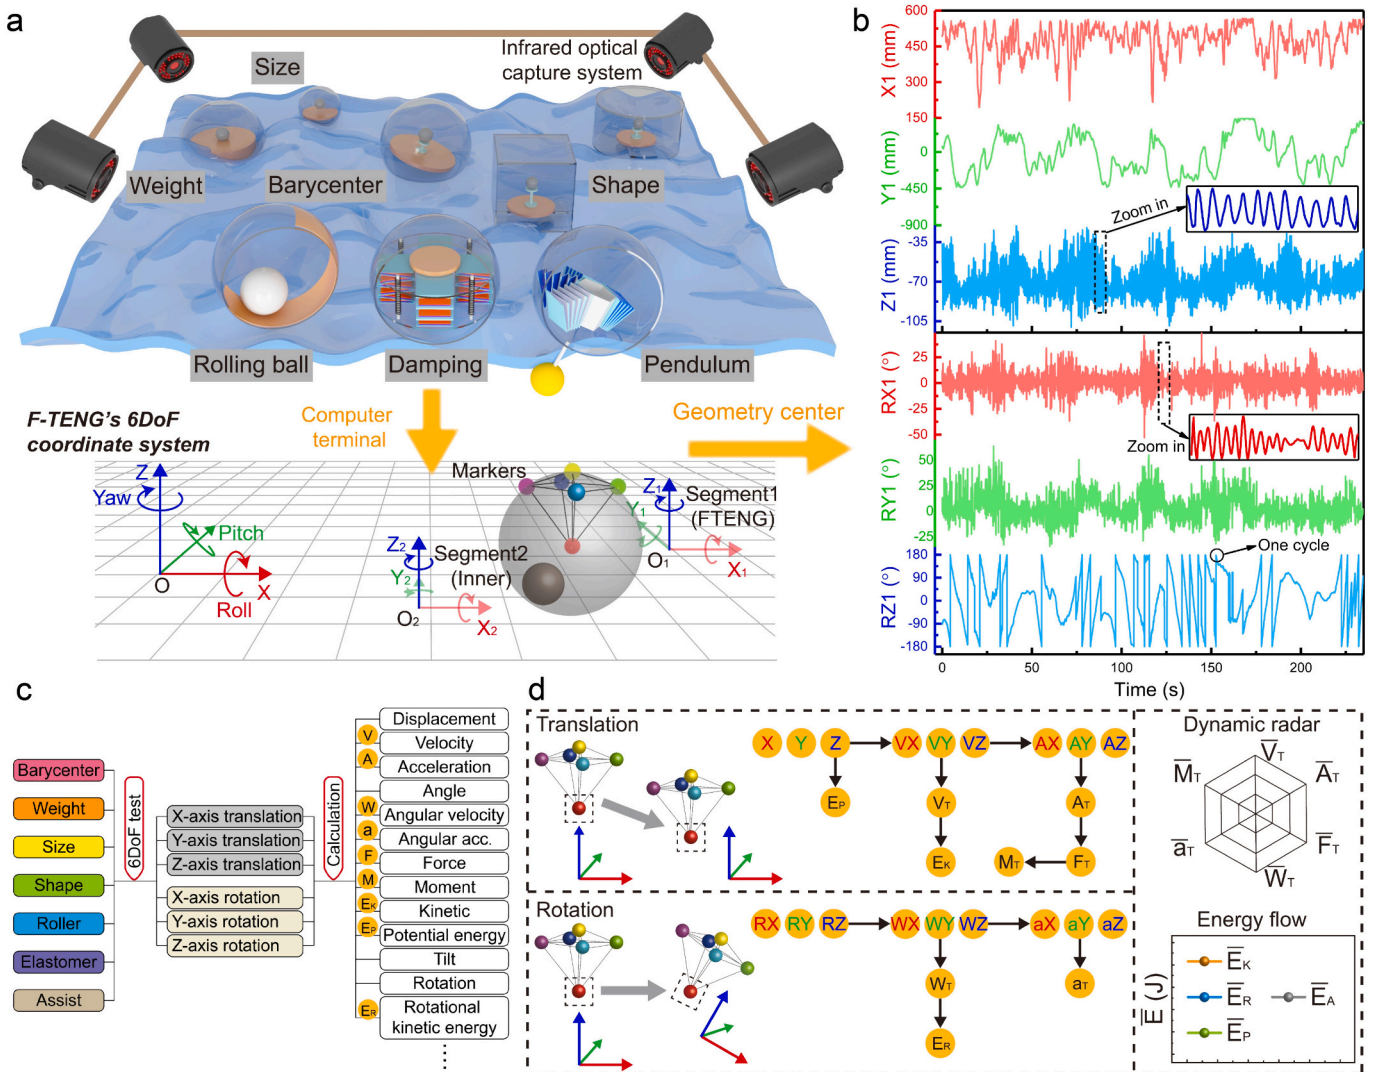 a
Infrared optical
capture system
Size
Weight
Barycenter
Shape
Rolling ball
Damping
Pendulum
F-TENG's 6DoF
coordinate system
Computer
terminal
Geometry center
Z
Yaw
Pitch
O
X
Roll
Markers
Z1
Y1
Segment1
(FTENG)
O1
X1
Z2
Segment2
Y2
(Inner)
O2
X2
b
X1 (mm)
600
450
300
150
Y1 (mm)
0
-450
-900
Zoom in
Z1 (mm)
-35
-70
-105
RX1 (°)
25
0
-25
-50
Zoom in
RY1 (°)
50
25
0
-25
One cycle
RZ1 (°)
180
90
0
-90
-180
0 50 100 150 200
Time (s)
c
Barycenter
Weight
Size
Shape
Roller
Elastomer
Assist
6DoF test
X-axis translation
Y-axis translation
Z-axis translation
X-axis rotation
Y-axis rotation
Z-axis rotation
Calculation
V
A
W
a
F
M
EK
EP
ER
Displacement
Velocity
Acceleration
Angle
Angular velocity
Angular acc.
Force
Moment
Kinetic
Potential energy
Tilt
Rotation
Rotational
kinetic energy
d
Translation
X Y Z VX VY VZ AX AY AZ
EP VT AT
EK MT FT
Rotation
RX RY RZ WX WY WZ aX aY aZ
WT aT
ER
Dynamic radar
V̅T
M̅T A̅T
a̅T F̅T
W̅T
Energy flow
E̅ (J)
E̅K
E̅R E̅A
E̅P